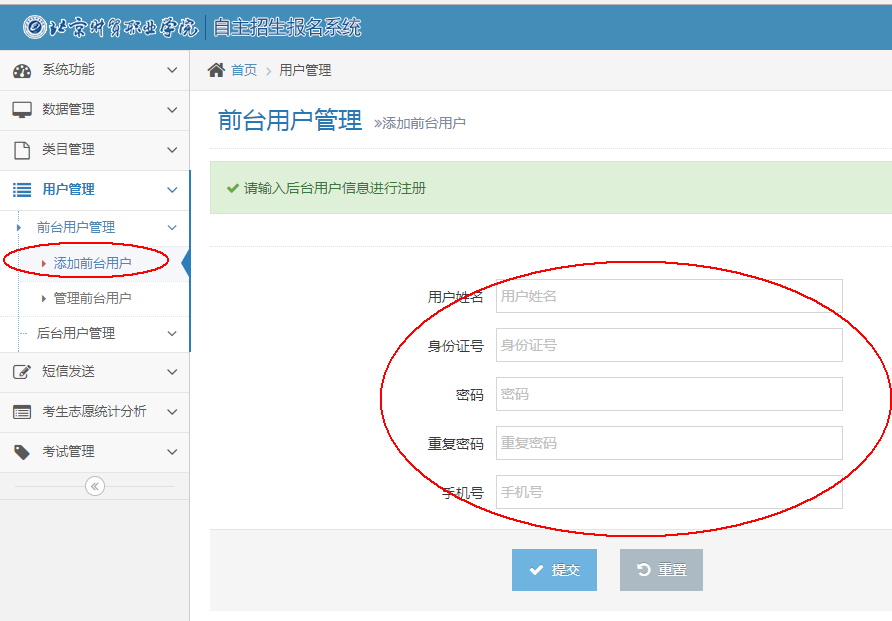 北京财贸职业学院 自主招生报名系统
系统功能
数据管理
类目管理
用户管理
前台用户管理
添加前台用户
管理前台用户
后台用户管理
短信发送
考生志愿统计分析
考试管理
首页 用户管理
前台用户管理 »添加前台用户
请输入后台用户信息进行注册
用户姓名 用户姓名
身份证号 身份证号
密码 密码
重复密码 重复密码
手机号 手机号
提交 重置